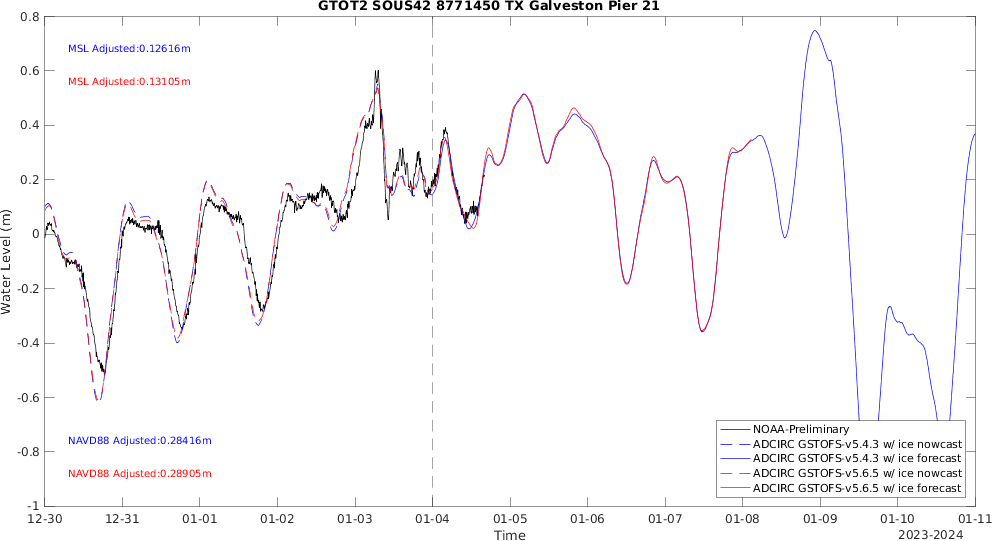 GTOT2 SOUS42 8771450 TX Galveston Pier 21
0.8
0.6
0.4
0.2
0
-0.2
-0.4
-0.6
-0.8
-1
Water Level (m)
MSL Adjusted:0.12616m
MSL Adjusted:0.13105m
NAVD88 Adjusted:0.28416m
NAVD88 Adjusted:0.28905m
NOAA-Preliminary
ADCIRC GSTOFS-v5.4.3 w/ ice nowcast
ADCIRC GSTOFS-v5.4.3 w/ ice forecast
ADCIRC GSTOFS-v5.6.5 w/ ice nowcast
ADCIRC GSTOFS-v5.6.5 w/ ice forecast
12-30 12-31 01-01 01-02 01-03 01-04 01-05 01-06 01-07 01-08 01-09 01-10 01-11
Time
2023-2024